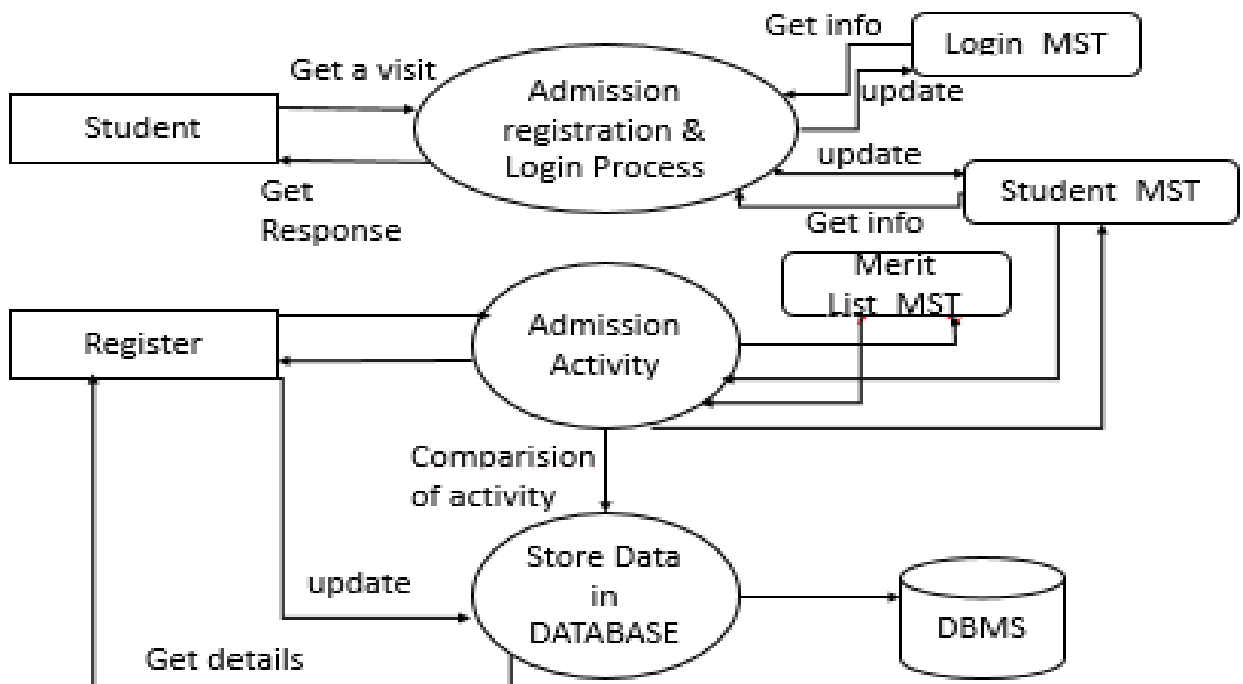 Get info
Login MST
Get a visit
update
Student
Admission
registration &
Login Process
update
Student MST
Get
Response
Get info
Merit
List MST
Register
Admission
Activity
Comparision
of activity
Store Data
in
DATABASE
update
DBMS
Get details